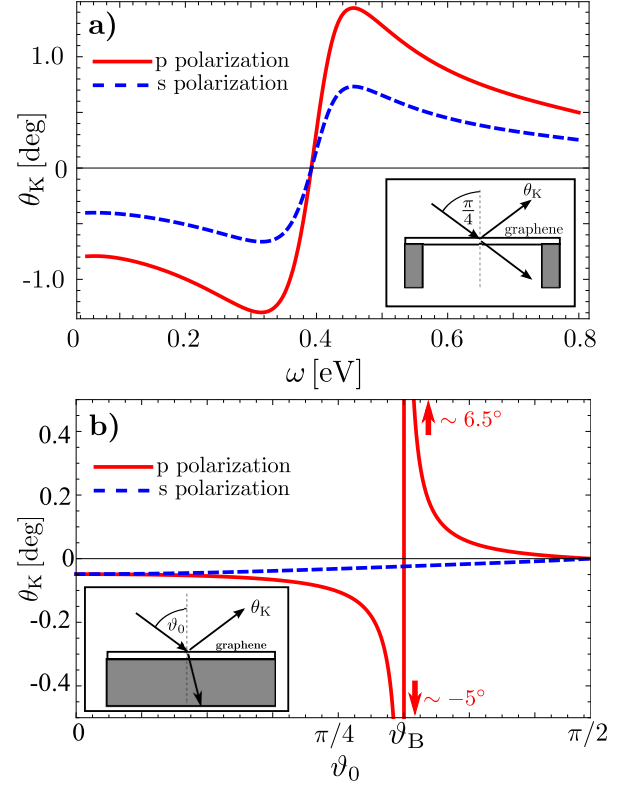 a)
p polarization
s polarization
1.0
0
-1.0
θK [deg]
π/4
θK
graphene
0 0.2 0.4 0.6 0.8
ω [eV]
b)
p polarization
s polarization
∼ 6.5°
0.4
0.2
0
-0.2
-0.4
θK [deg]
ϑ0
θK
graphene
∼ −5°
0 π/4 ϑB π/2
ϑ0